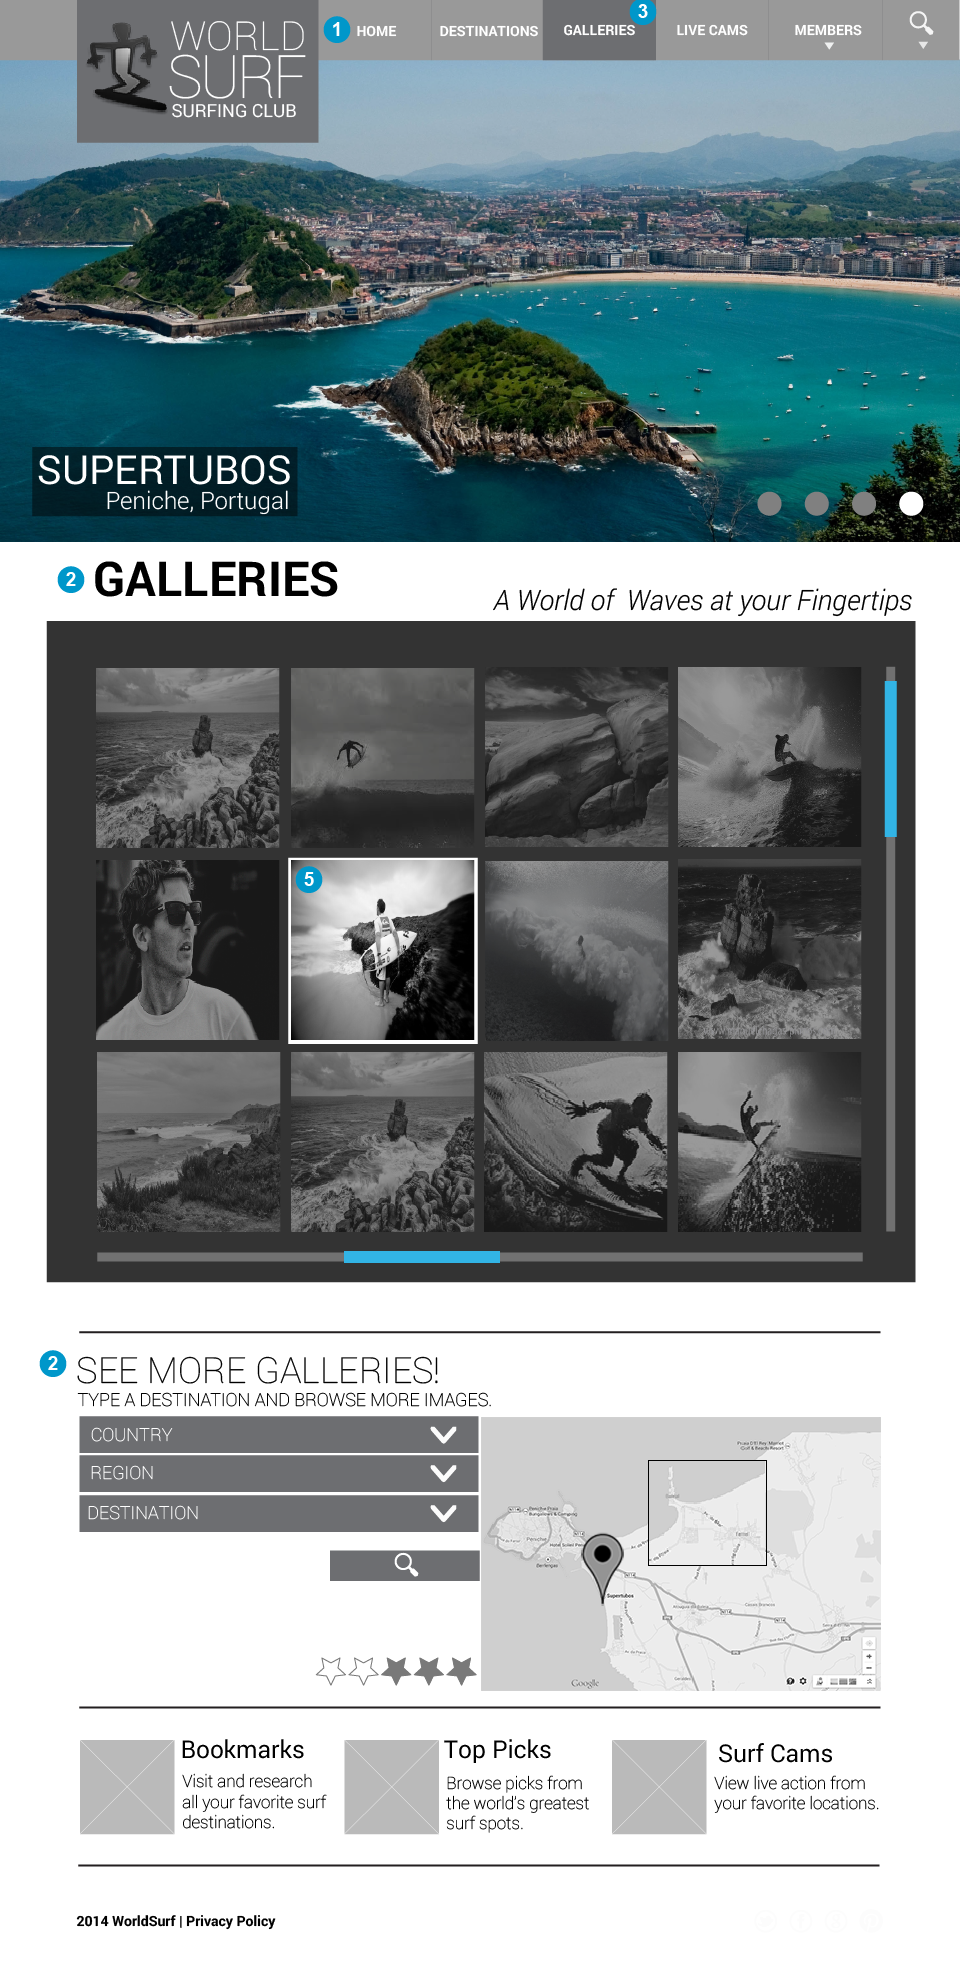 WORLD
SURF
SURFING CLUB
1 HOME
DESTINATIONS
GALLERIES 3
LIVE CAMS
MEMBERS
SUPERTUBOS
Peniche, Portugal
2 GALLERIES
A World of Waves at your Fingertips
5
2 SEE MORE GALLERIES!
TYPE A DESTINATION AND BROWSE MORE IMAGES.
COUNTRY
REGION
DESTINATION
Peniche
Berlengas
Supertubos
Ferrel
Google
Bookmarks
Visit and research
all your favorite surf
destinations.
Top Picks
Browse picks from
the world's greatest
surf spots.
Surf Cams
View live action from
your favorite locations.
2014 WorldSurf | Privacy Policy